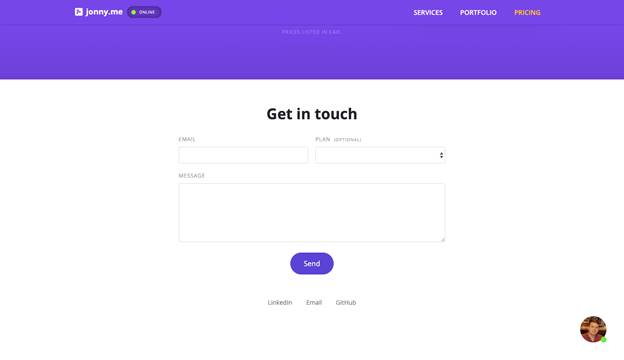 jonny.me ONLINE SERVICES PORTFOLIO PRICING
PRICES LISTED IN CAD.
Get in touch
EMAIL PLAN (OPTIONAL)
MESSAGE
Send
LinkedIn Email GitHub